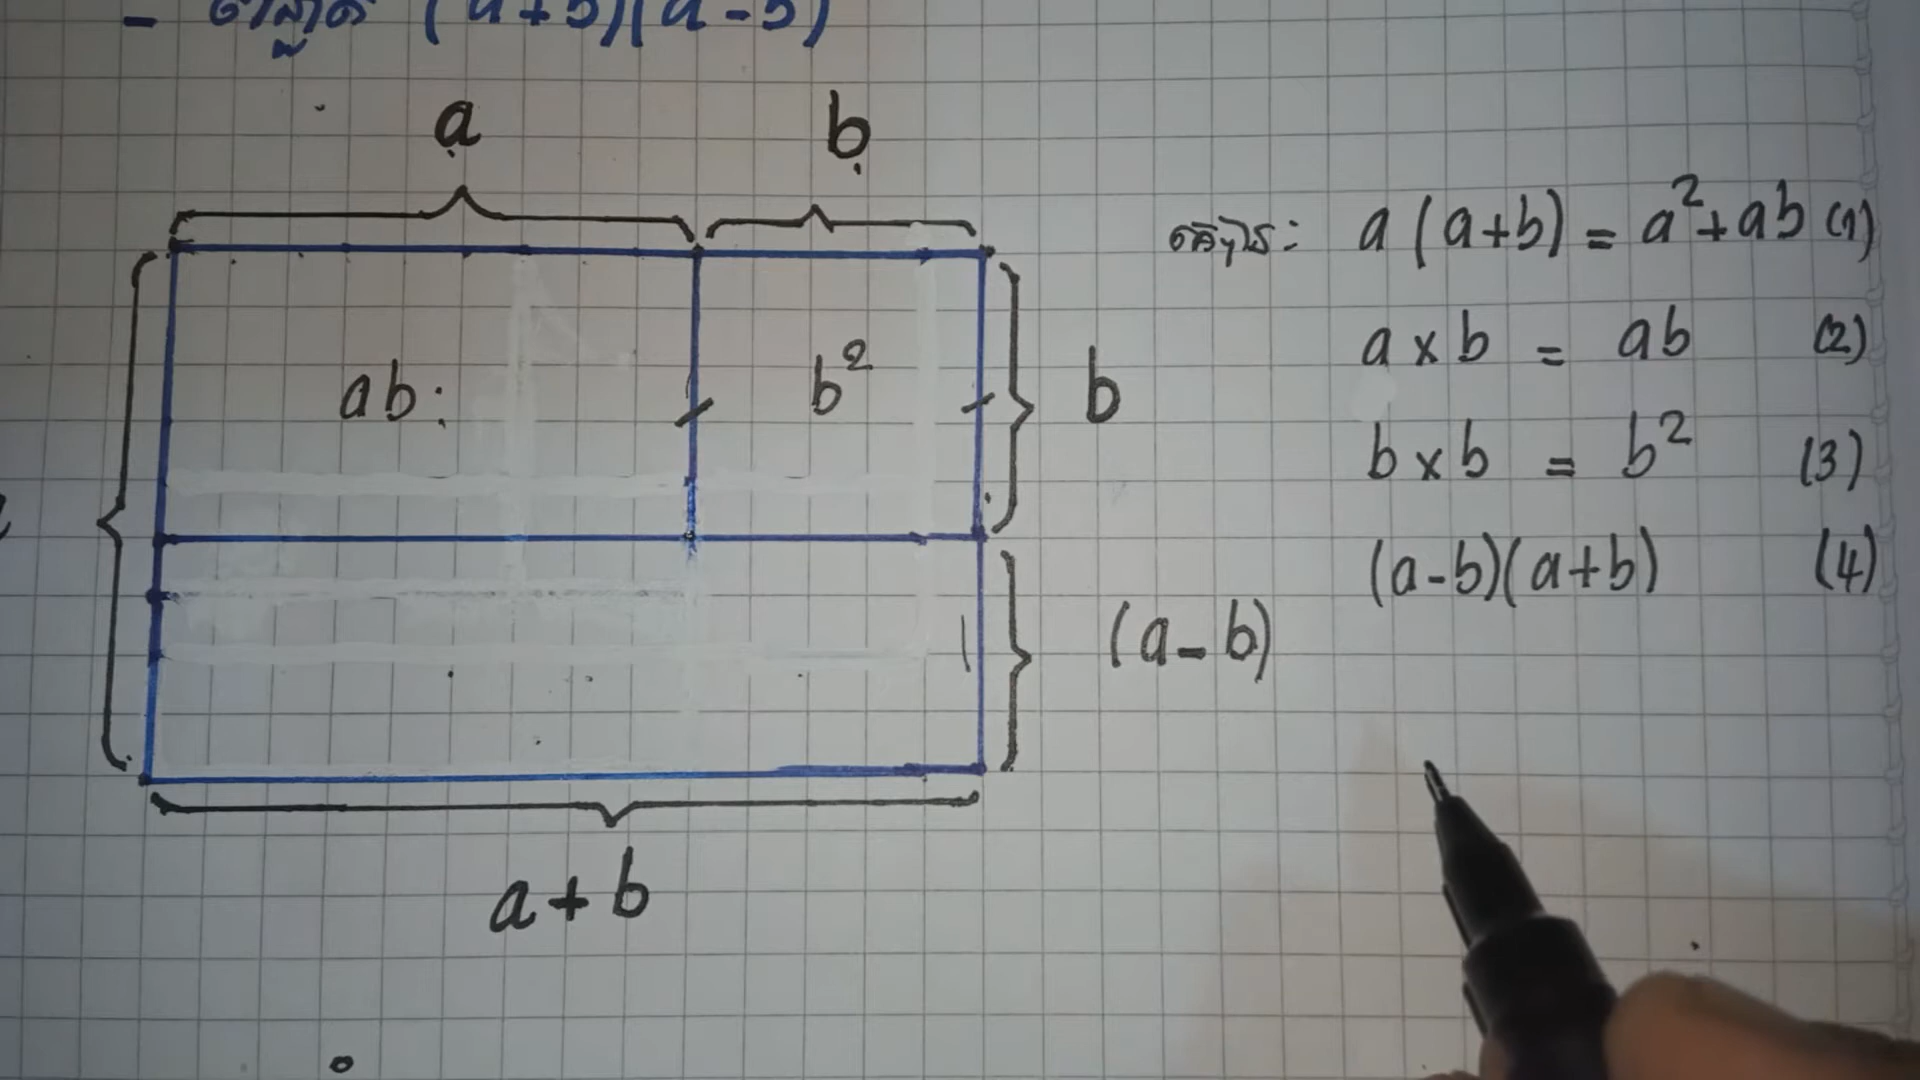 (a+b)(a-b)
a
b
a(a+b) = a²+ab (1)
a x b = ab (2)
ab:
b²
b
b x b = b² (3)
(a-b)(a+b) (4)
(a-b)
a+b